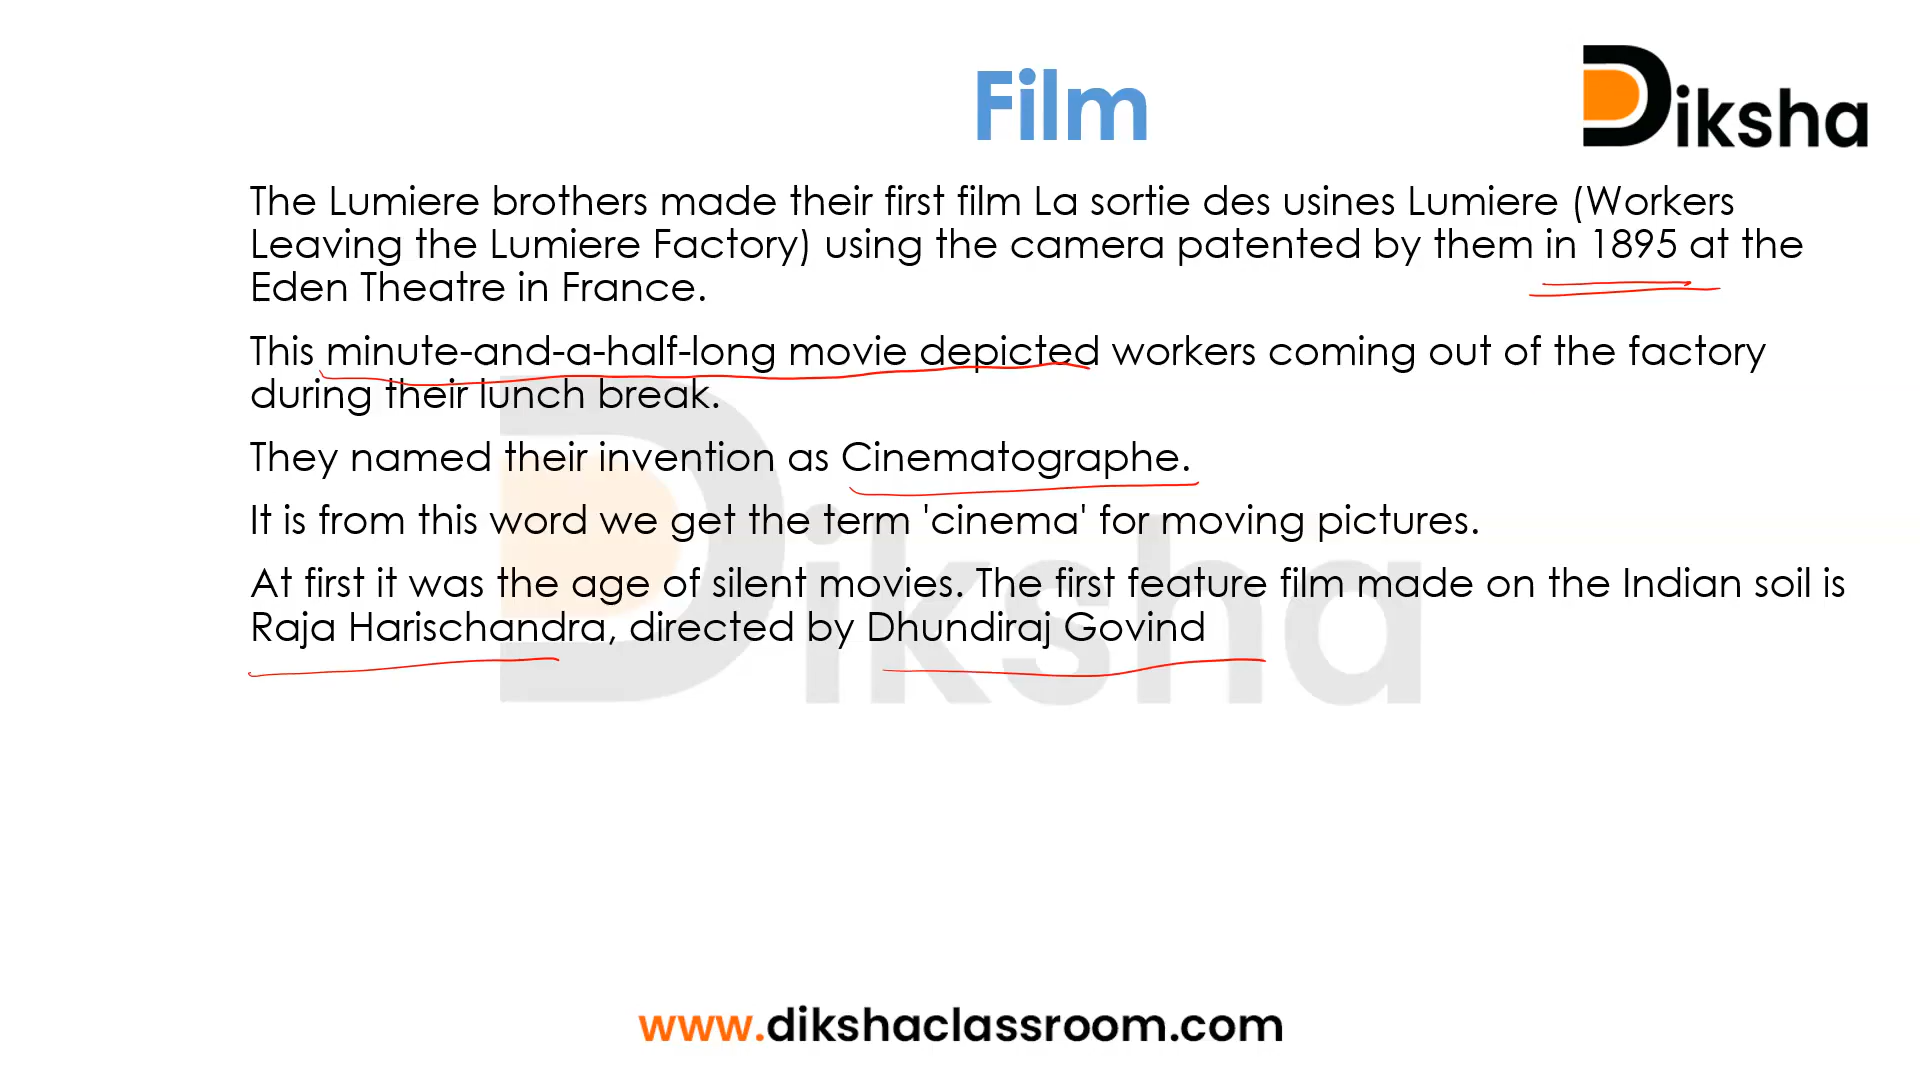 Film
Diksha
The Lumiere brothers made their first film La sortie des usines Lumiere (Workers
Leaving the Lumiere Factory) using the camera patented by them in 1895 at the
Eden Theatre in France.
This minute-and-a-half-long movie depicted workers coming out of the factory
during their lunch break.
They named their invention as Cinematographe.
It is from this word we get the term 'cinema' for moving pictures.
At first it was the age of silent movies. The first feature film made on the Indian soil is
Raja Harischandra, directed by Dhundiraj Govind
Diksha
www.dikshaclassroom.com